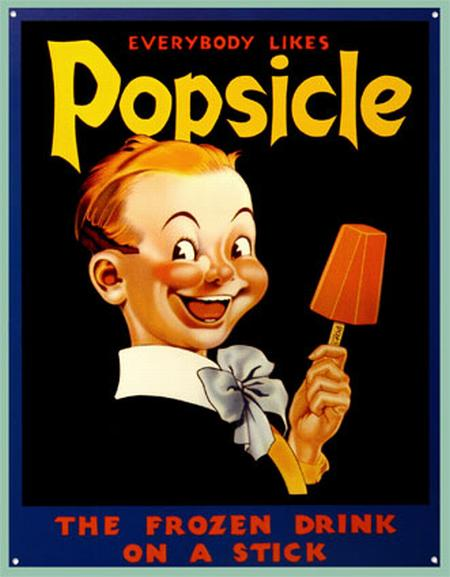 EVERYBODY LIKES
Popsicle
THE FROZEN DRINK
ON A STICK